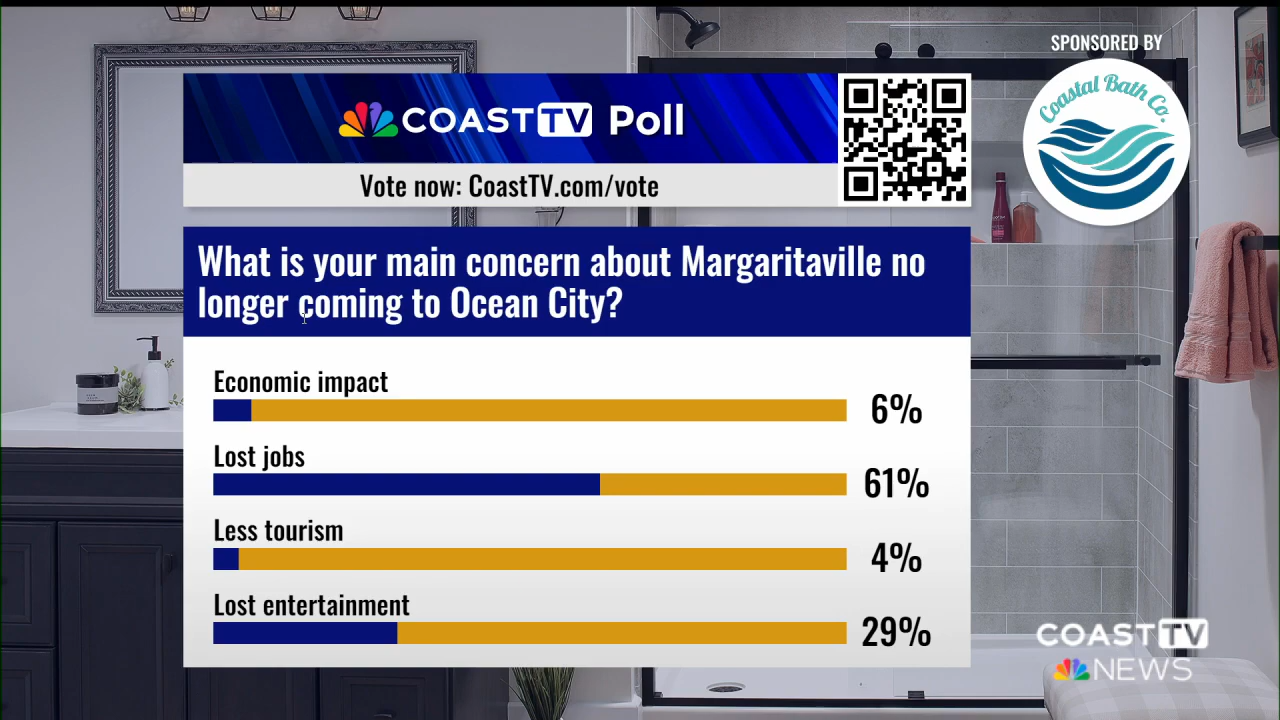 SPONSORED BY
Coastal Bath Co.
COAST TV Poll
Vote now: CoastTV.com/vote
What is your main concern about Margaritaville no
longer coming to Ocean City?
Economic impact
6%
Lost jobs
61%
Less tourism
4%
Lost entertainment
29%
COAST TV
NEWS